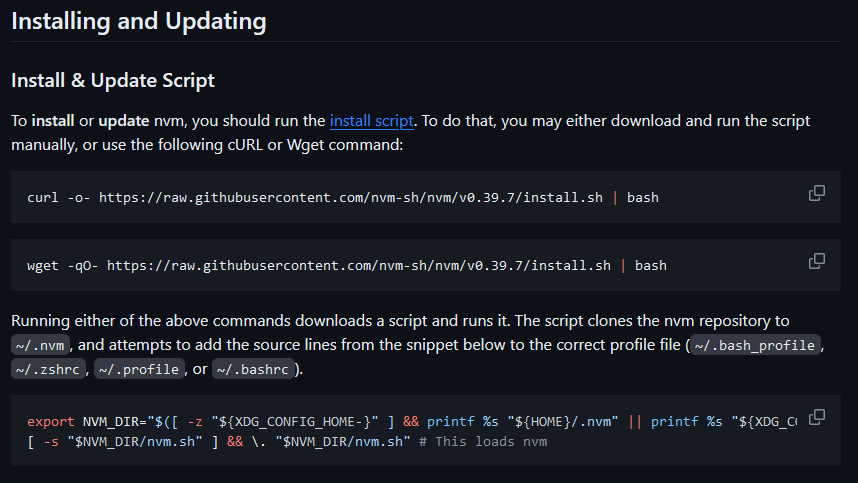 Installing and Updating
Install & Update Script
To install or update nvm, you should run the install script. To do that, you may either download and run the script
manually, or use the following cURL or Wget command:
curl -o- https://raw.githubusercontent.com/nvm-sh/nvm/v0.39.7/install.sh | bash
wget -qO- https://raw.githubusercontent.com/nvm-sh/nvm/v0.39.7/install.sh | bash
Running either of the above commands downloads a script and runs it. The script clones the nvm repository to
~/.nvm, and attempts to add the source lines from the snippet below to the correct profile file (~/.bash_profile,
~/.zshrc, ~/.profile, or ~/.bashrc).
export NVM_DIR="$([ -z "${XDG_CONFIG_HOME-}" ] && printf %s "${HOME}/.nvm" || printf %s "${XDG_C
[ -s "$NVM_DIR/nvm.sh" ] && \. "$NVM_DIR/nvm.sh" # This loads nvm